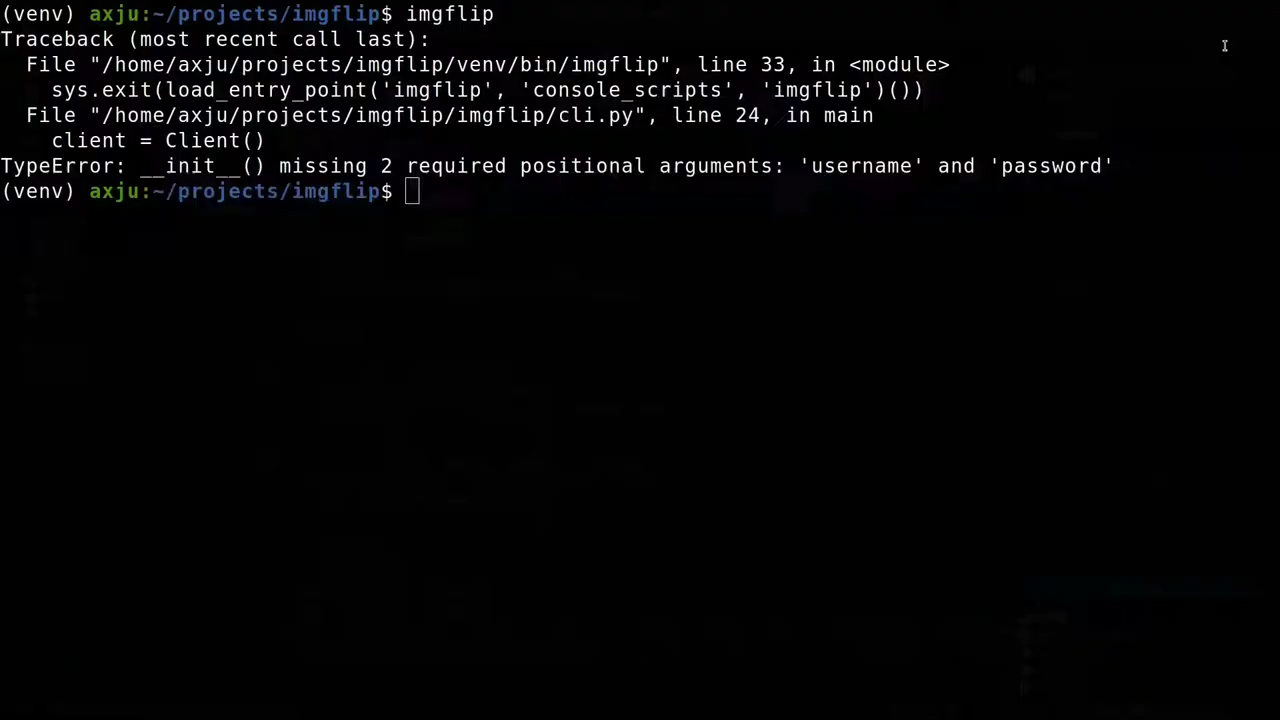 (venv) axju:~/projects/imgflip$ imgflip
Traceback (most recent call last):
  File "/home/axju/projects/imgflip/venv/bin/imgflip", line 33, in <module>
    sys.exit(load_entry_point('imgflip', 'console_scripts', 'imgflip')())
  File "/home/axju/projects/imgflip/imgflip/cli.py", line 24, in main
    client = Client()
TypeError: __init__() missing 2 required positional arguments: 'username' and 'password'
(venv) axju:~/projects/imgflip$